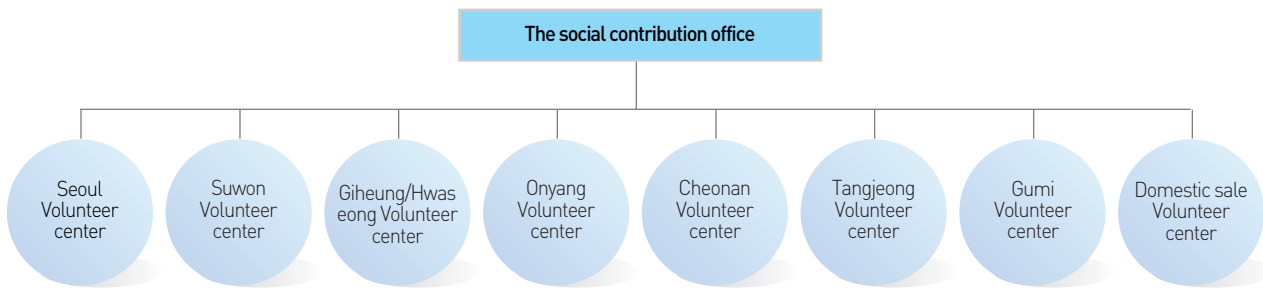 The social contribution office
Seoul
Volunteer
center
Suwon
Volunteer
center
Giheung/Hwas
eong Volunteer
center
Onyang
Volunteer
center
Cheonan
Volunteer
center
Tangjeong
Volunteer
center
Gumi
Volunteer
center
Domestic sale
Volunteer
center